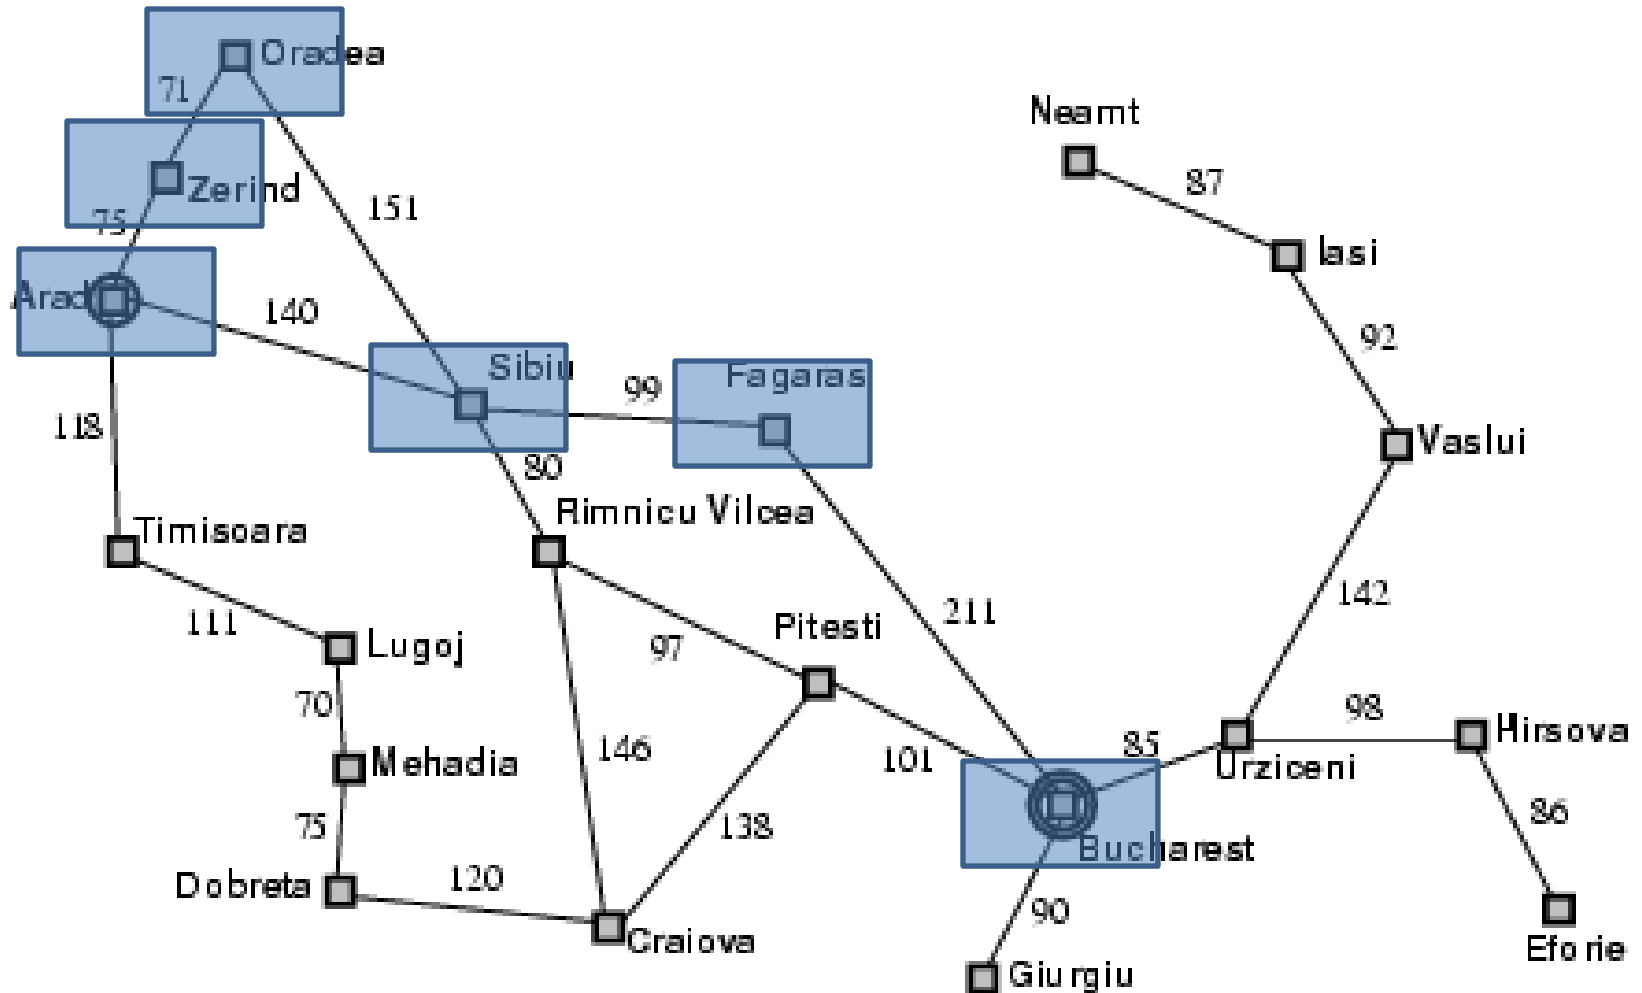 Oradea
71
Neamt
Zerind
87
151
75
Iasi
Arad
140
92
Sibiu
99
Fagaras
118
Vaslui
80
Rimnicu Vilcea
Timisoara
142
111
211
Pitesti
Lugoj
97
70
98
Hirsova
146
85
101
Mehadia
Urziceni
75
138
86
Bucharest
Dobreta
120
90
Craiova
Eforie
Giurgiu